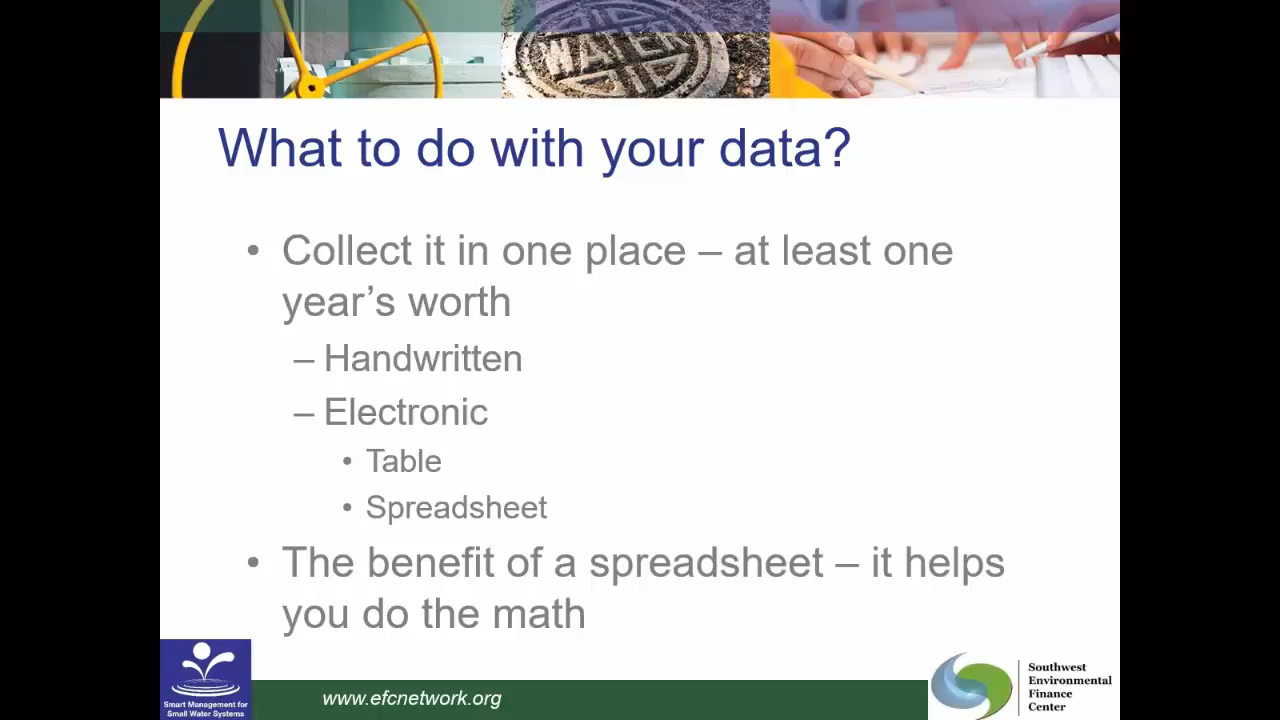 WATER
What to do with your data?
• Collect it in one place – at least one
year's worth
– Handwritten
– Electronic
• Table
• Spreadsheet
• The benefit of a spreadsheet – it helps
you do the math
Smart Management for
Small Water Systems
www.efcnetwork.org
Southwest
Environmental
Finance
Center